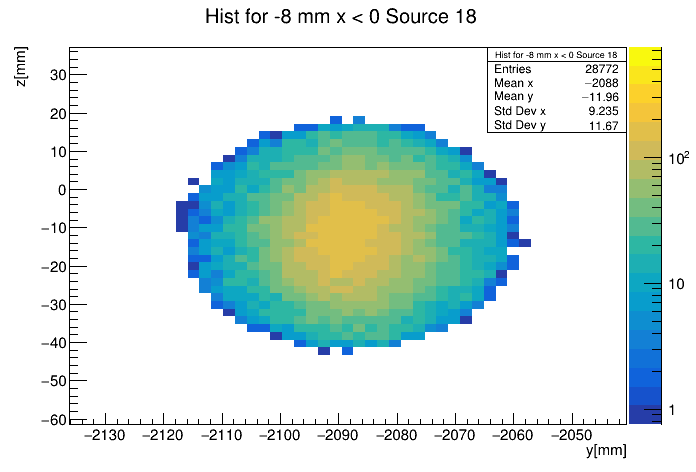 Hist for -8 mm x < 0 Source 18
z[mm]
Hist for -8 mm x < 0 Source 18
Entries 28772
Mean x −2088
Mean y −11.96
Std Dev x 9.235
Std Dev y 11.67
30
20
10
0
−10
−20
−30
−40
−50
−60
10²
10
1
−2130 −2120 −2110 −2100 −2090 −2080 −2070 −2060 −2050
y[mm]